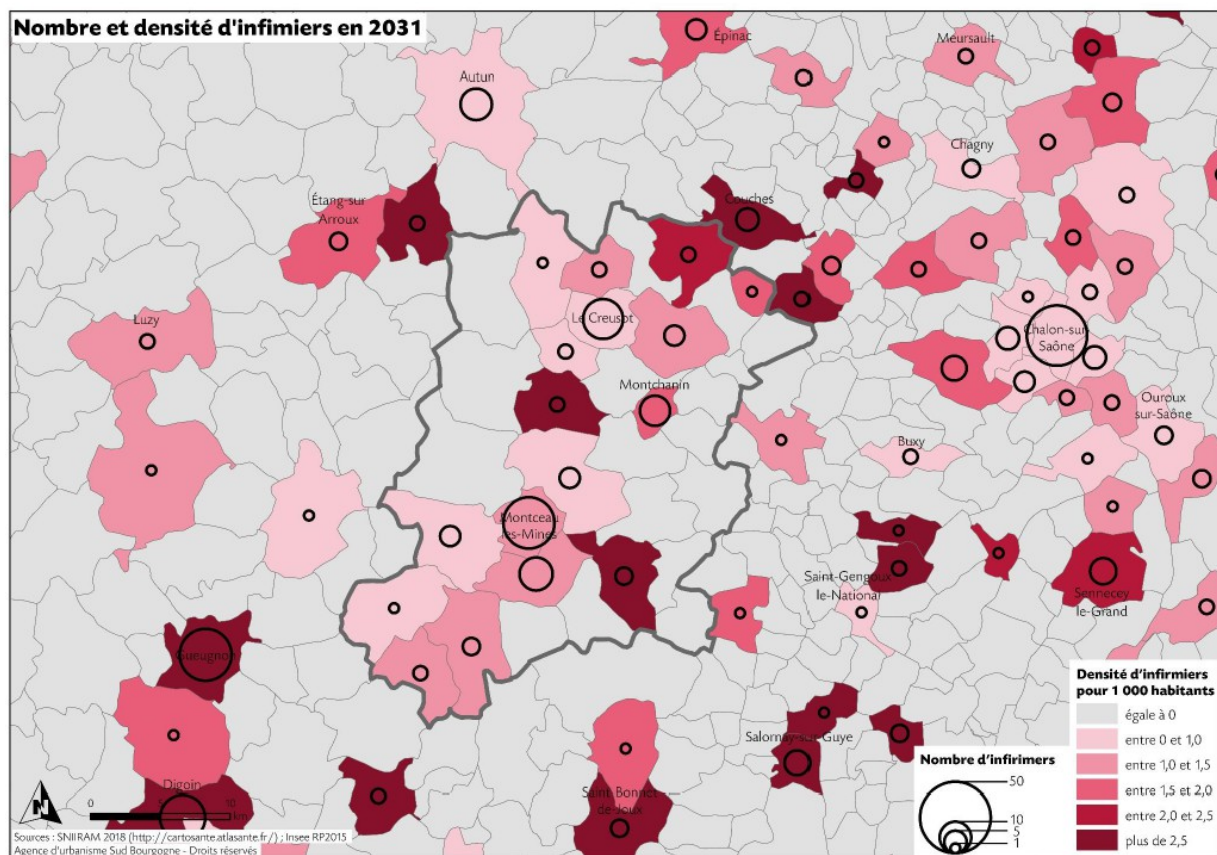 Nombre et densité d'infimiers en 2031
Épinac
Meursault
Autun
Chagny
Étang-sur
Arroux
Couches
Luzy
Le Creusot
Chalon-sur
Saône
Montchanin
Ouroux
sur-Saône
Buxy
Montceau
les-Mines
Saint-Gengoux
le-National
Sennecey
le-Grand
Gueugnon
Salornay-sur-Guye
Digoin
Saint-Bonnet
de-Joux
N
0 5 10
km
Sources : SNIIRAM 2018 (http://cartosante.atlasante.fr/) ; Insee RP2015
Agence d'urbanisme Sud Bourgogne - Droits réservés
Nombre d'infirimers
50
10
5
1
Densité d'infirmiers
pour 1 000 habitants
égale à 0
entre 0 et 1,0
entre 1,0 et 1,5
entre 1,5 et 2,0
entre 2,0 et 2,5
plus de 2,5